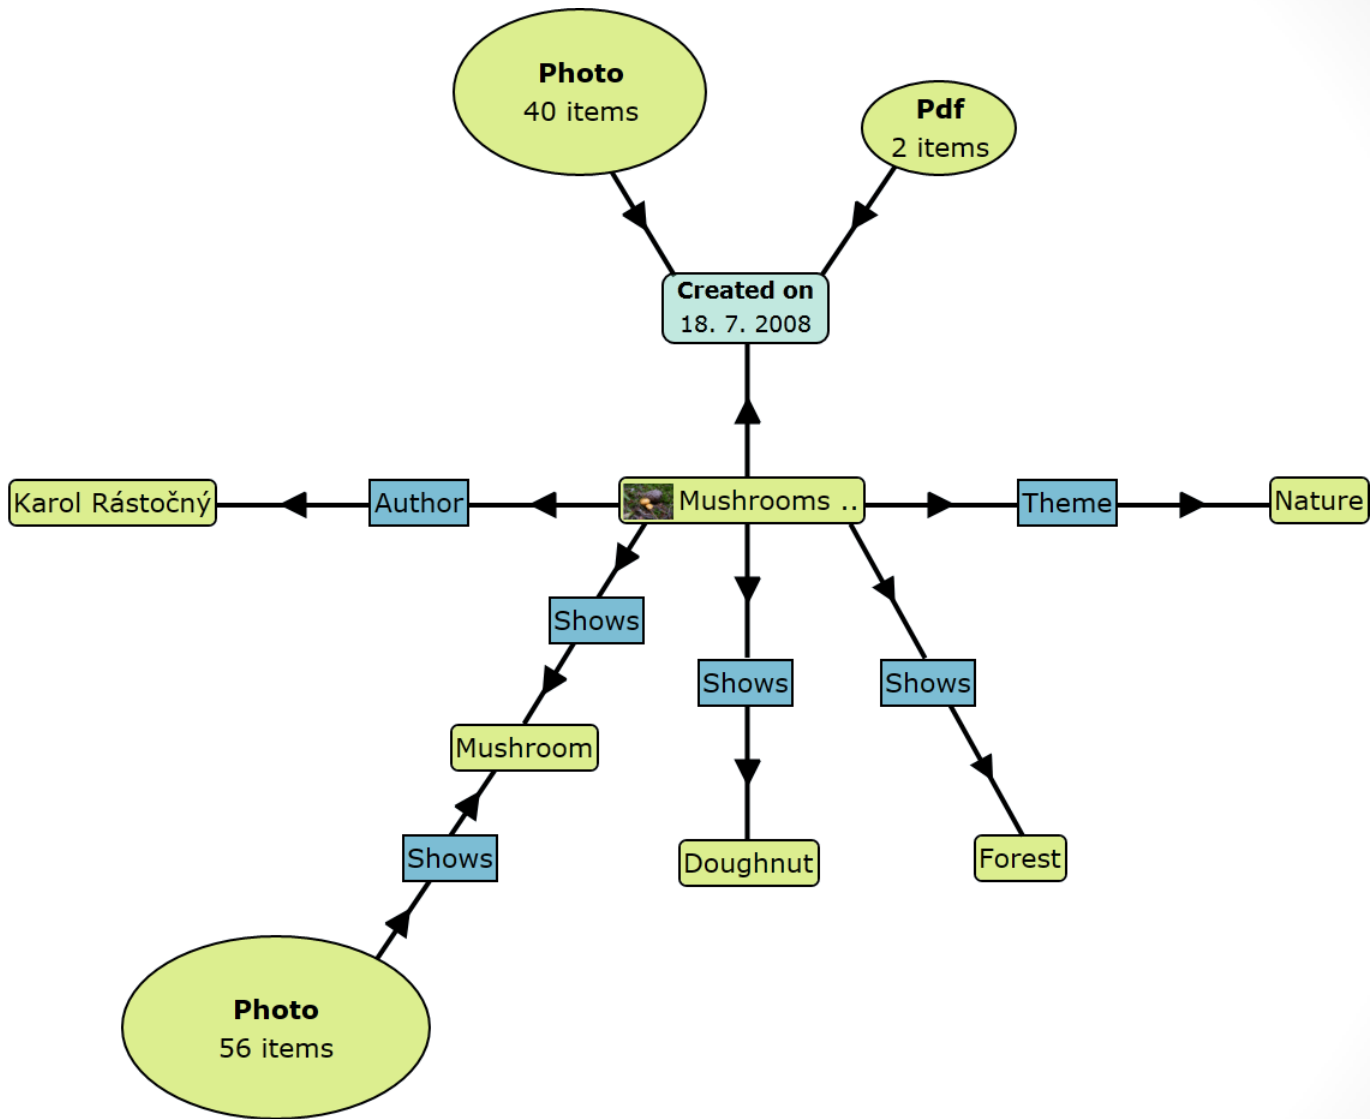 Photo
40 items
Pdf
2 items
Created on
18. 7. 2008
Karol Rástočný
Author
Mushrooms ..
Theme
Nature
Shows
Shows
Shows
Mushroom
Shows
Doughnut
Forest
Photo
56 items